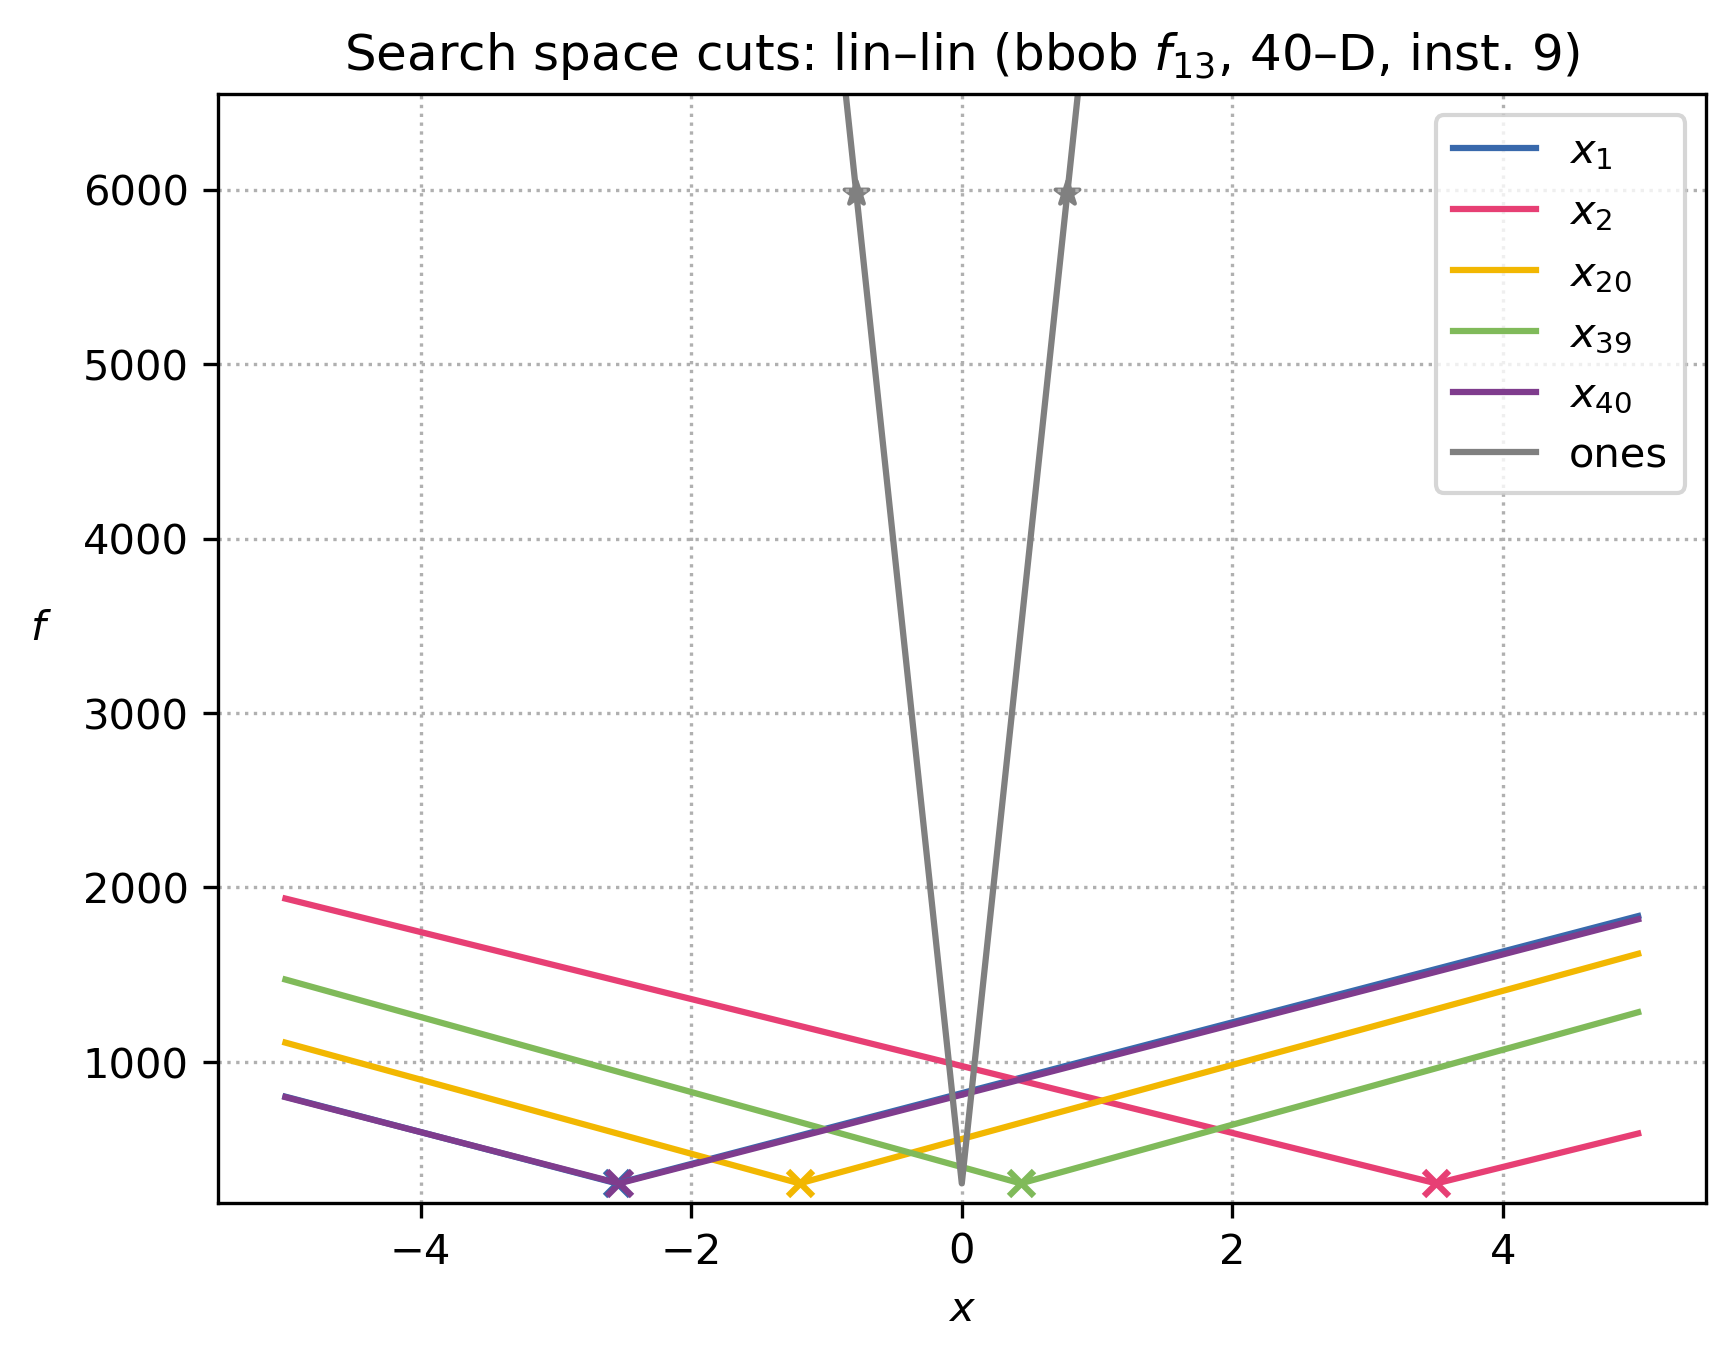 Search space cuts: lin–lin (bbob f₁₃, 40–D, inst. 9)
x₁
x₂
x₂₀
x₃₉
x₄₀
ones
6000
5000
4000
3000
2000
1000
f
−4 −2 0 2 4
x